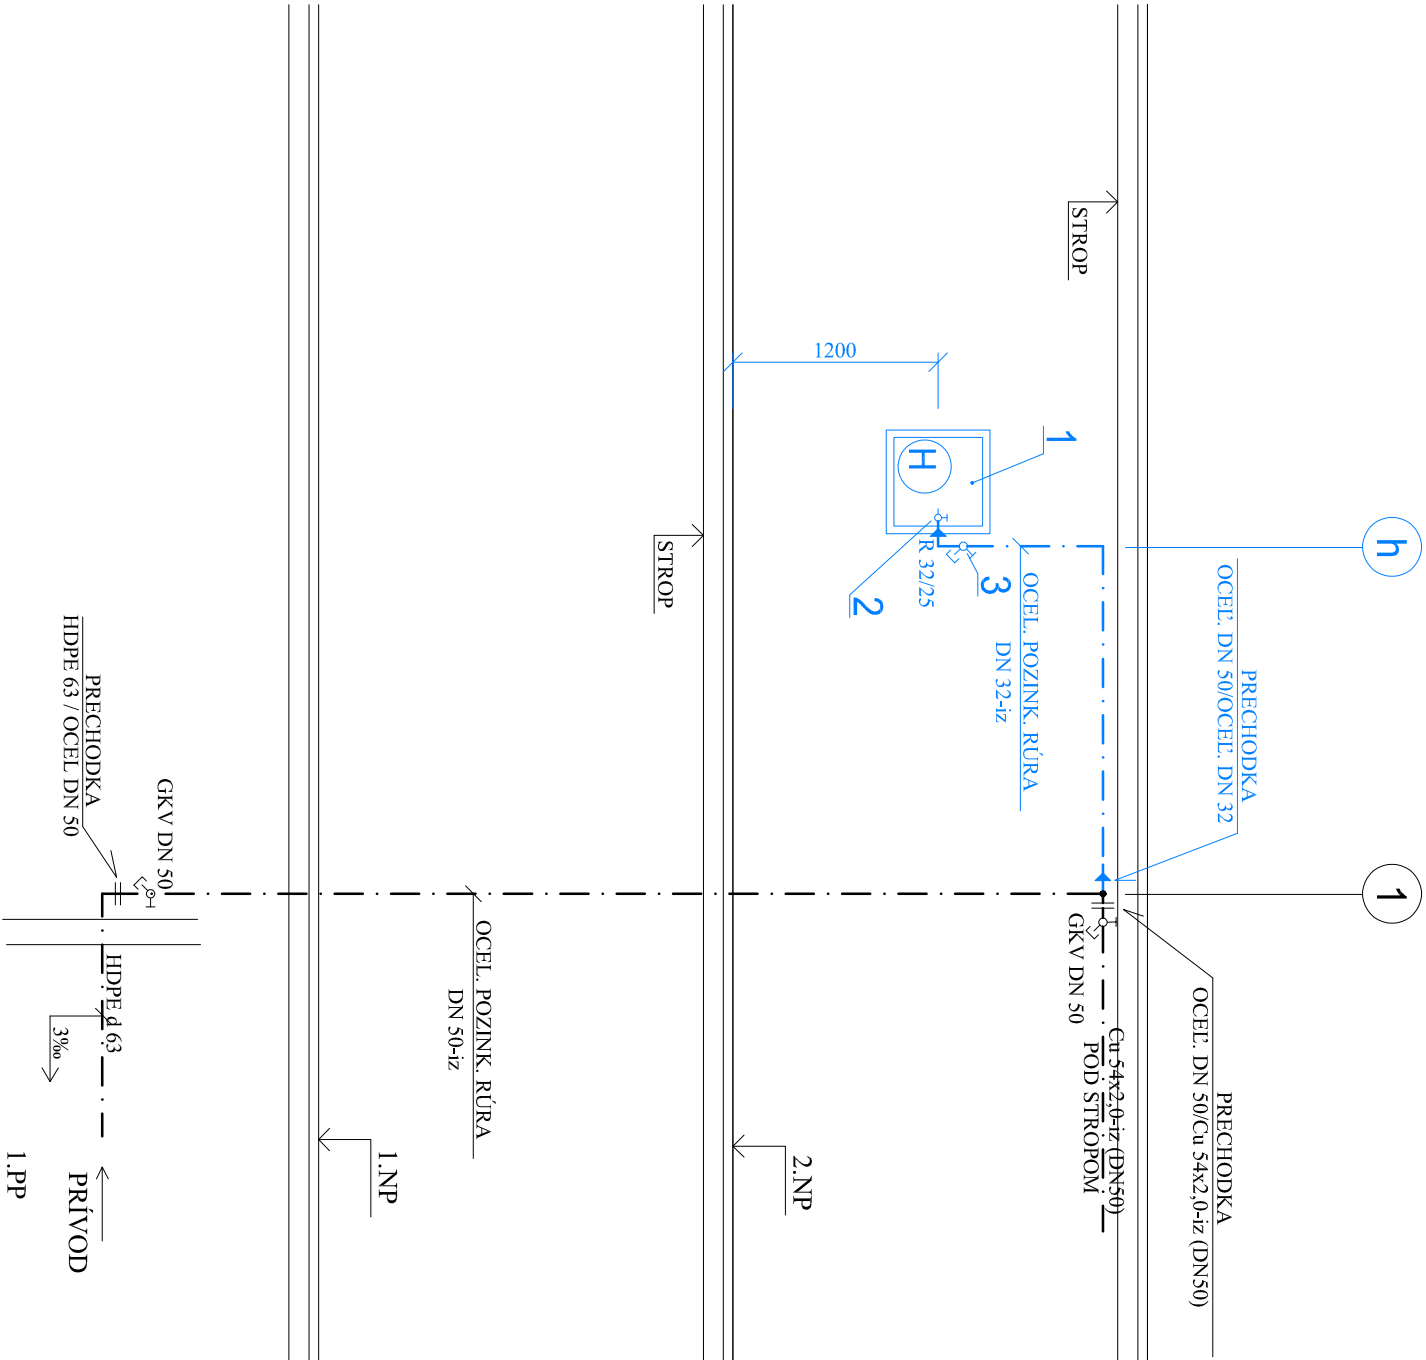 h
1
PRECHODKA
OCEĽ. DN 50/OCEĽ. DN 32
PRECHODKA
OCEĽ. DN 50/Cu 54x2,0-iz (DN50)
STROP
Cu 54x2,0-iz (DN50)
POD STROPOM
GKV DN 50
1
OCEL. POZINK. RÚRA
DN 32-iz
3
H
R 32/25
2
1200
2.NP
STROP
OCEL. POZINK. RÚRA
DN 50-iz
1.NP
GKV DN 50
PRECHODKA
HDPE 63 / OCEL DN 50
HDPE d 63
3‰
PRÍVOD
1.PP